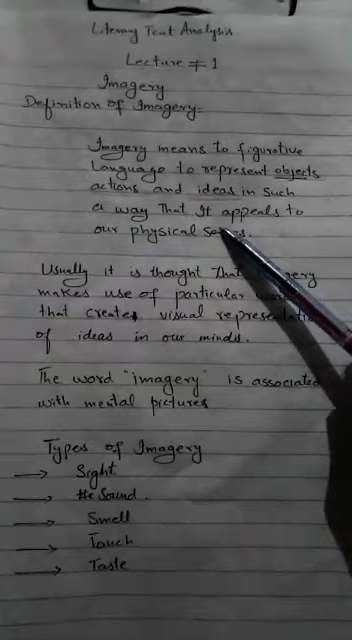 Literary Text Analysis
Lecture # 1
Imagery
Definition of Imagery:-
Imagery means to figurative
language to represent objects
actions and ideas in such
a way that It appeals to
our physical senses.
Usually it is thought that
makes use of particular
that creates visual
of ideas in our minds.
The word "imagery" is associated
with mental pictures
Types of Imagery
→ Sight
→ Sound.
→ Smell
→ Touch
→ Taste